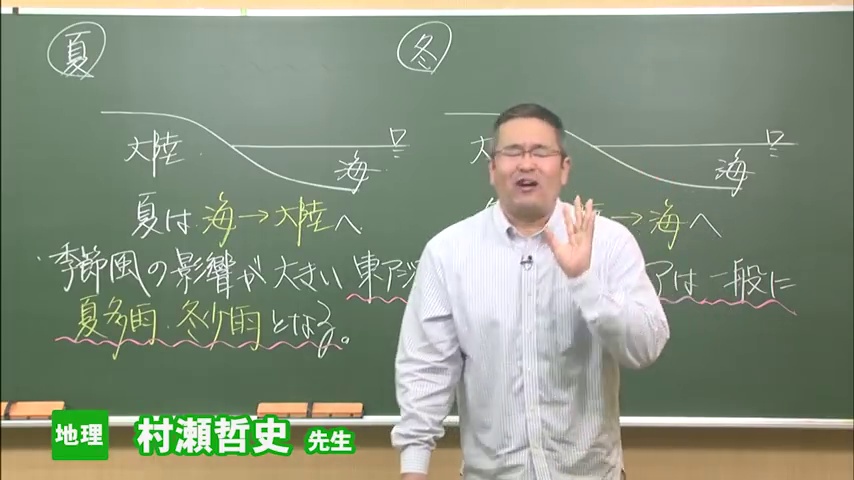 夏
冬
大陸
海
大
海
夏は海→大陸へ
→海へ
季節風の影響が大きい東アジ
アは一般に
夏多雨、冬少雨となる。
地理 村瀬哲史 先生